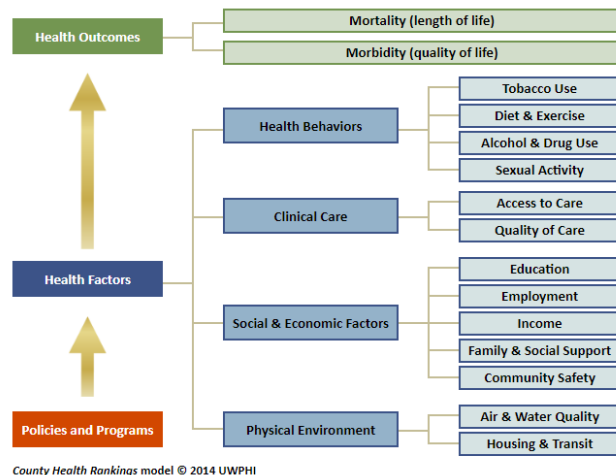 Health Outcomes
Mortality (length of life)
Morbidity (quality of life)
Health Factors
Health Behaviors
Tobacco Use
Diet & Exercise
Alcohol & Drug Use
Sexual Activity
Clinical Care
Access to Care
Quality of Care
Social & Economic Factors
Education
Employment
Income
Family & Social Support
Community Safety
Physical Environment
Air & Water Quality
Housing & Transit
Policies and Programs
County Health Rankings model © 2014 UWPHI